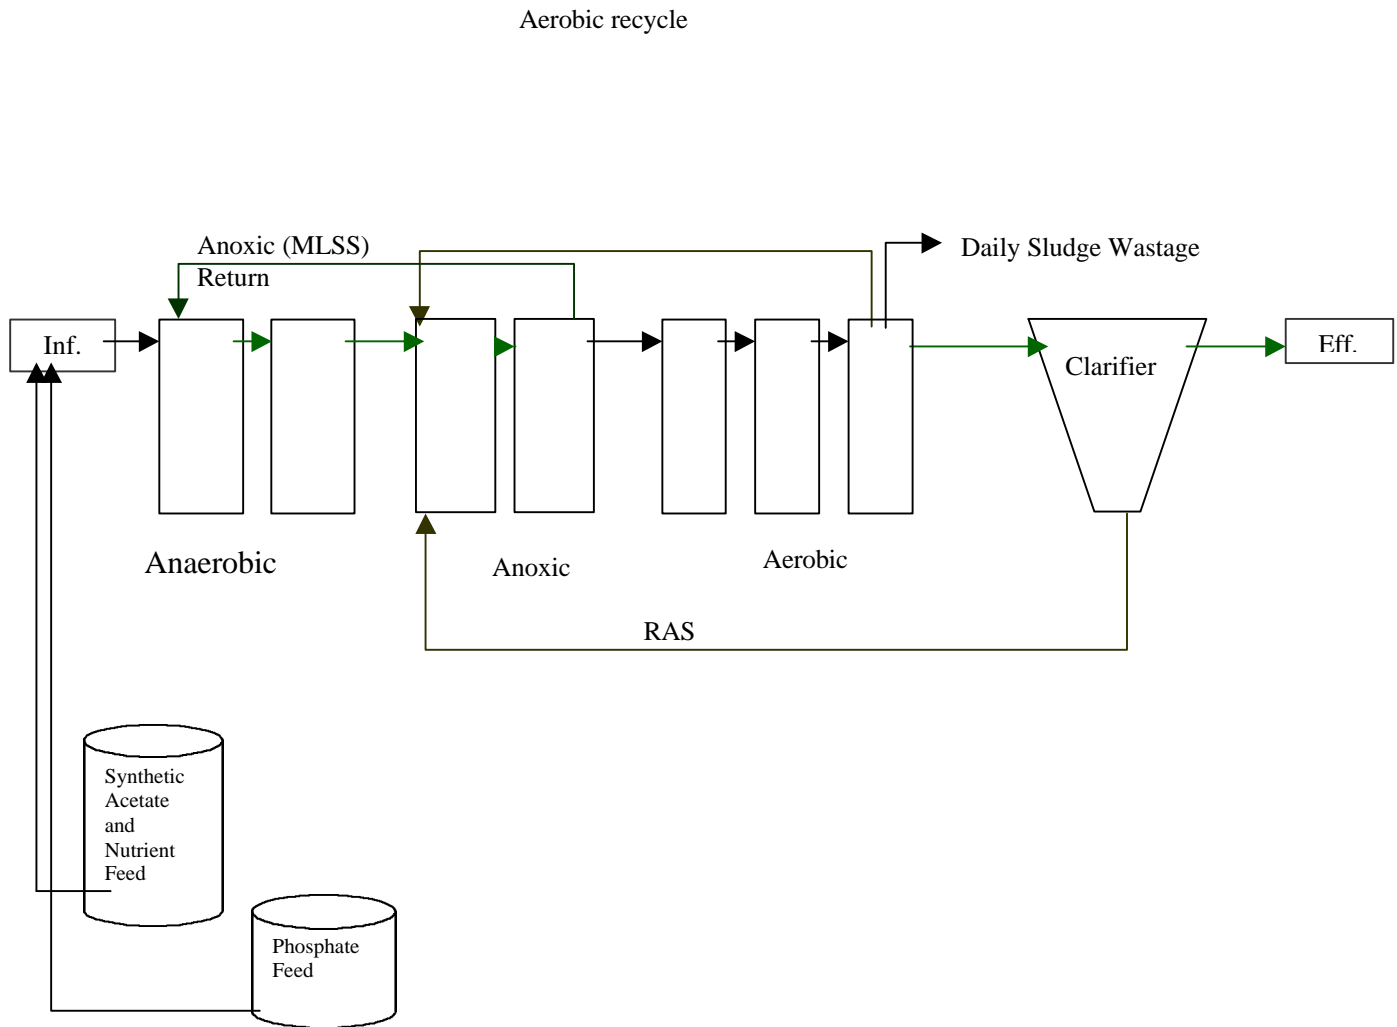 Aerobic recycle
Anoxic (MLSS)
Return
Daily Sludge Wastage
Inf.
Clarifier
Eff.
Anaerobic
Anoxic
Aerobic
RAS
Synthetic
Acetate
and
Nutrient
Feed
Phosphate
Feed